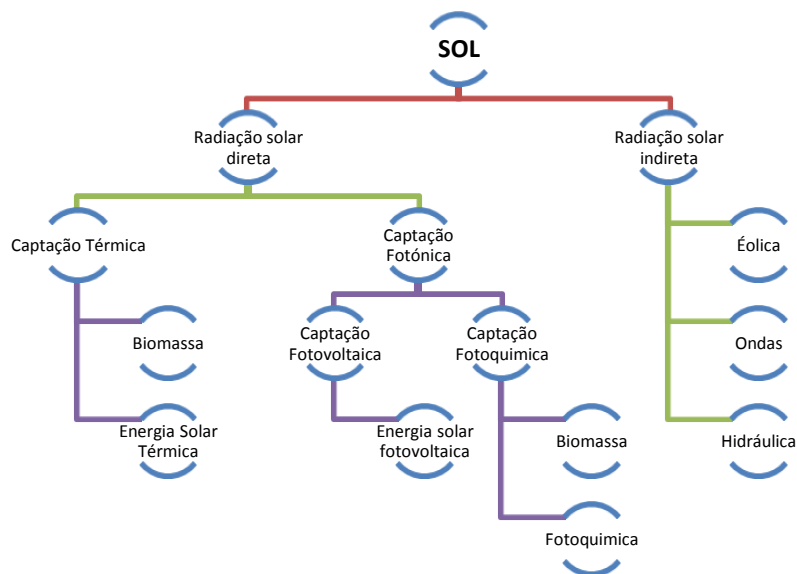 SOL
Radiação solar
direta
Radiação solar
indireta
Captação Térmica
Captação
Fotónica
Éolica
Biomassa
Captação
Fotovoltaica
Captação
Fotoquimica
Ondas
Energia Solar
Térmica
Energia solar
fotovoltaica
Biomassa
Hidráulica
Fotoquimica